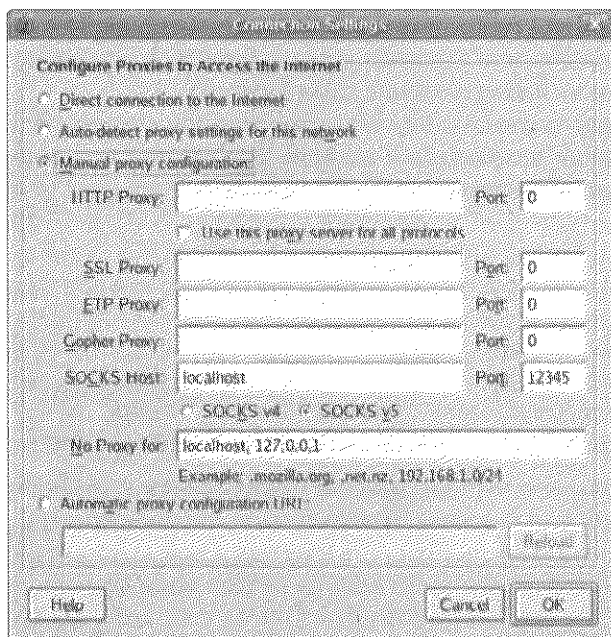 Connection Settings
Configure Proxies to Access the Internet
Direct connection to the Internet
Auto-detect proxy settings for this network
Manual proxy configuration:
HTTP Proxy: Port: 0
Use this proxy server for all protocols
SSL Proxy: Port: 0
FTP Proxy: Port: 0
Gopher Proxy: Port: 0
SOCKS Host: localhost Port: 12345
SOCKS v4 SOCKS v5
No Proxy for: localhost, 127.0.0.1
Example: .mozilla.org, .net.nz, 192.168.1.0/24
Automatic proxy configuration URL:
Reload
Help Cancel OK